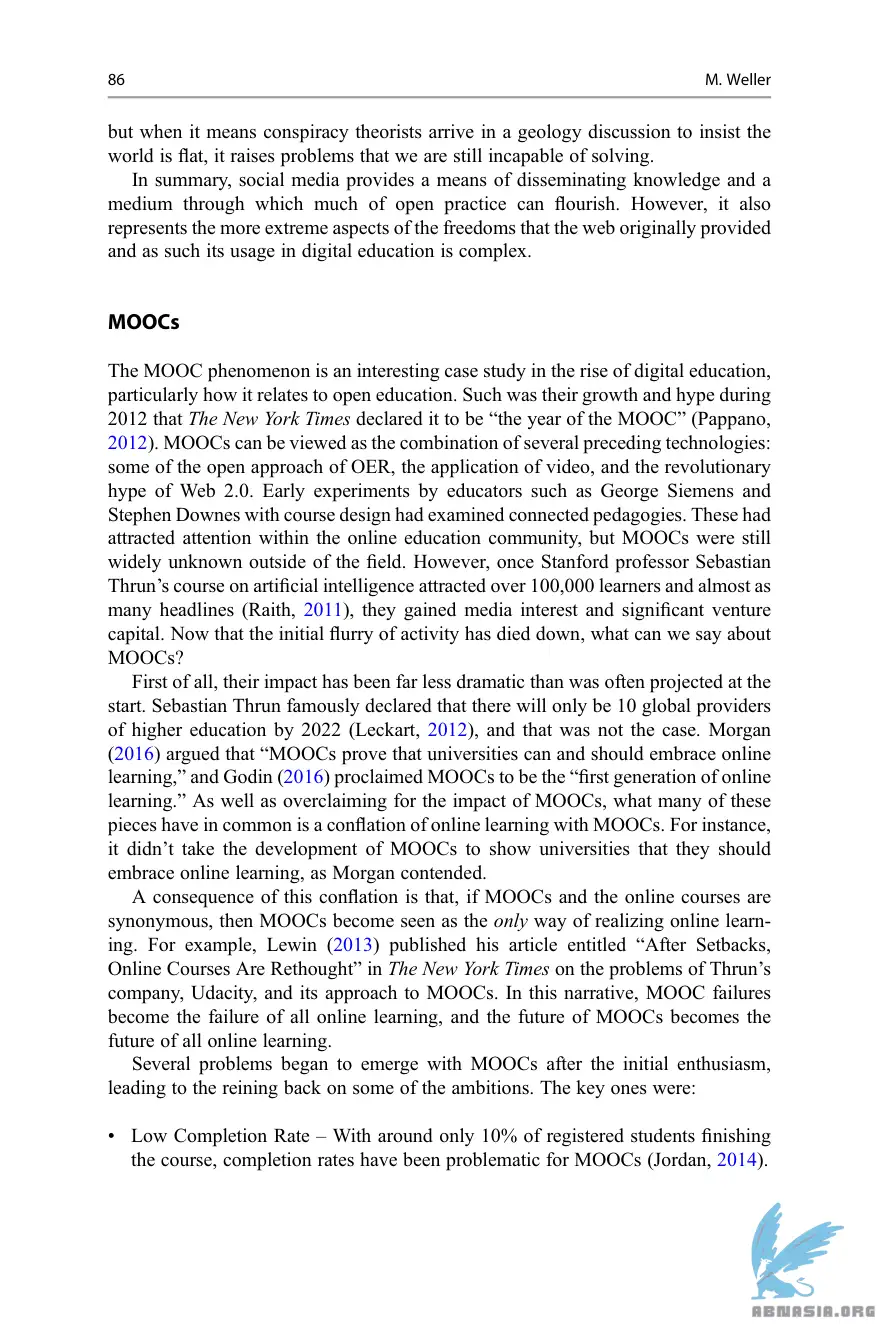 86
M. Weller
but when it means conspiracy theorists arrive in a geology discussion to insist the
world is flat, it raises problems that we are still incapable of solving.
In summary, social media provides a means of disseminating knowledge and a
medium through which much of open practice can flourish. However, it also
represents the more extreme aspects of the freedoms that the web originally provided
and as such its usage in digital education is complex.
MOOCs
The MOOC phenomenon is an interesting case study in the rise of digital education,
particularly how it relates to open education. Such was their growth and hype during
2012 that The New York Times declared it to be “the year of the MOOC” (Pappano,
2012). MOOCs can be viewed as the combination of several preceding technologies:
some of the open approach of OER, the application of video, and the revolutionary
hype of Web 2.0. Early experiments by educators such as George Siemens and
Stephen Downes with course design had examined connected pedagogies. These had
attracted attention within the online education community, but MOOCs were still
widely unknown outside of the field. However, once Stanford professor Sebastian
Thrun’s course on artificial intelligence attracted over 100,000 learners and almost as
many headlines (Raith, 2011), they gained media interest and significant venture
capital. Now that the initial flurry of activity has died down, what can we say about
MOOCs?
First of all, their impact has been far less dramatic than was often projected at the
start. Sebastian Thrun famously declared that there will only be 10 global providers
of higher education by 2022 (Leckart, 2012), and that was not the case. Morgan
(2016) argued that “MOOCs prove that universities can and should embrace online
learning,” and Godin (2016) proclaimed MOOCs to be the “first generation of online
learning.” As well as overclaiming for the impact of MOOCs, what many of these
pieces have in common is a conflation of online learning with MOOCs. For instance,
it didn’t take the development of MOOCs to show universities that they should
embrace online learning, as Morgan contended.
A consequence of this conflation is that, if MOOCs and the online courses are
synonymous, then MOOCs become seen as the only way of realizing online learn-
ing. For example, Lewin (2013) published his article entitled “After Setbacks,
Online Courses Are Rethought” in The New York Times on the problems of Thrun’s
company, Udacity, and its approach to MOOCs. In this narrative, MOOC failures
become the failure of all online learning, and the future of MOOCs becomes the
future of all online learning.
Several problems began to emerge with MOOCs after the initial enthusiasm,
leading to the reining back on some of the ambitions. The key ones were:
• Low Completion Rate – With around only 10% of registered students finishing
the course, completion rates have been problematic for MOOCs (Jordan, 2014).
ABNASIA.ORG